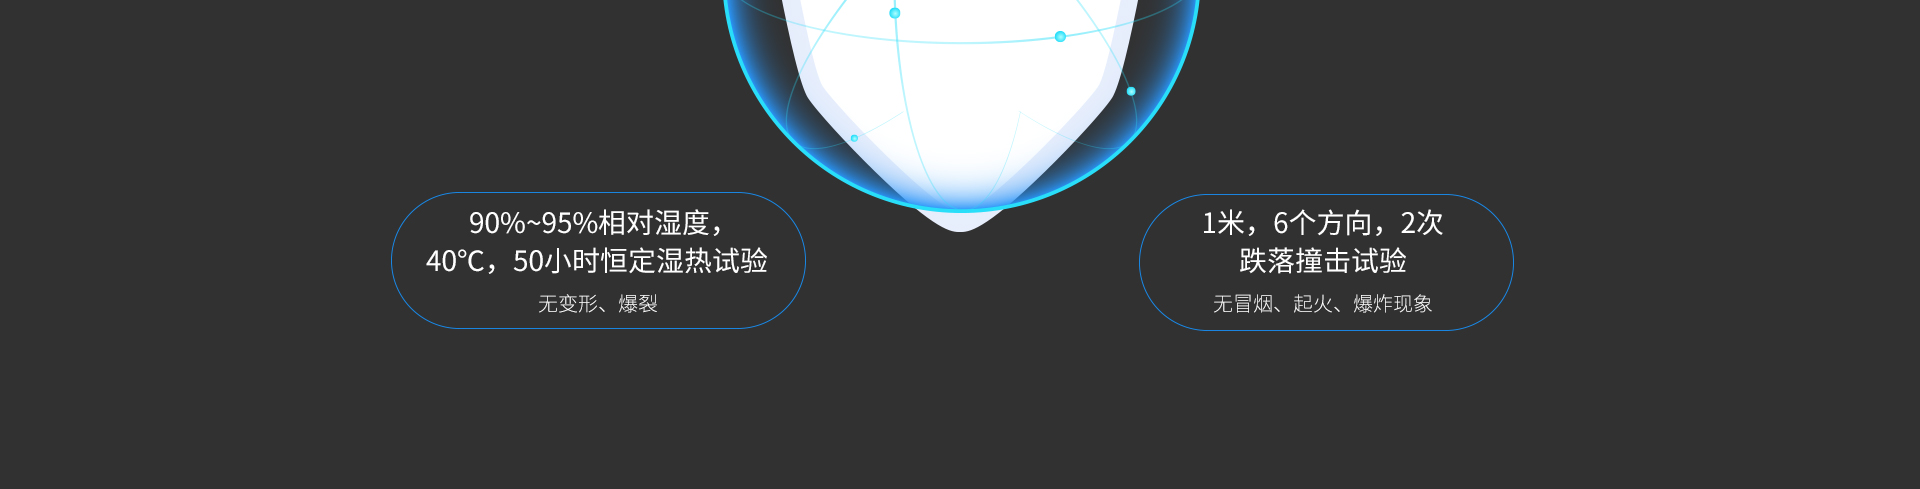 90%~95%相对湿度，
40℃，50小时恒定湿热试验
无变形、爆裂
1米，6个方向，2次
跌落撞击试验
无冒烟、起火、爆炸现象